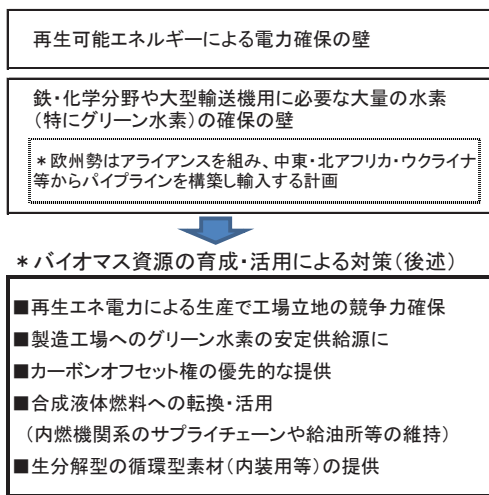 再生可能エネルギーによる電力確保の壁
鉄・化学分野や大型輸送機用に必要な大量の水素
（特にグリーン水素）の確保の壁
＊欧州勢はアライアンスを組み、中東・北アフリカ・ウクライナ
等からパイプラインを構築し輸入する計画
＊バイオマス資源の育成・活用による対策（後述）
■再生エネ電力による生産で工場立地の競争力確保
■製造工場へのグリーン水素の安定供給源に
■カーボンオフセット権の優先的な提供
■合成液体燃料への転換・活用
（内燃機関系のサプライチェーンや給油所等の維持）
■生分解型の循環型素材（内装用等）の提供